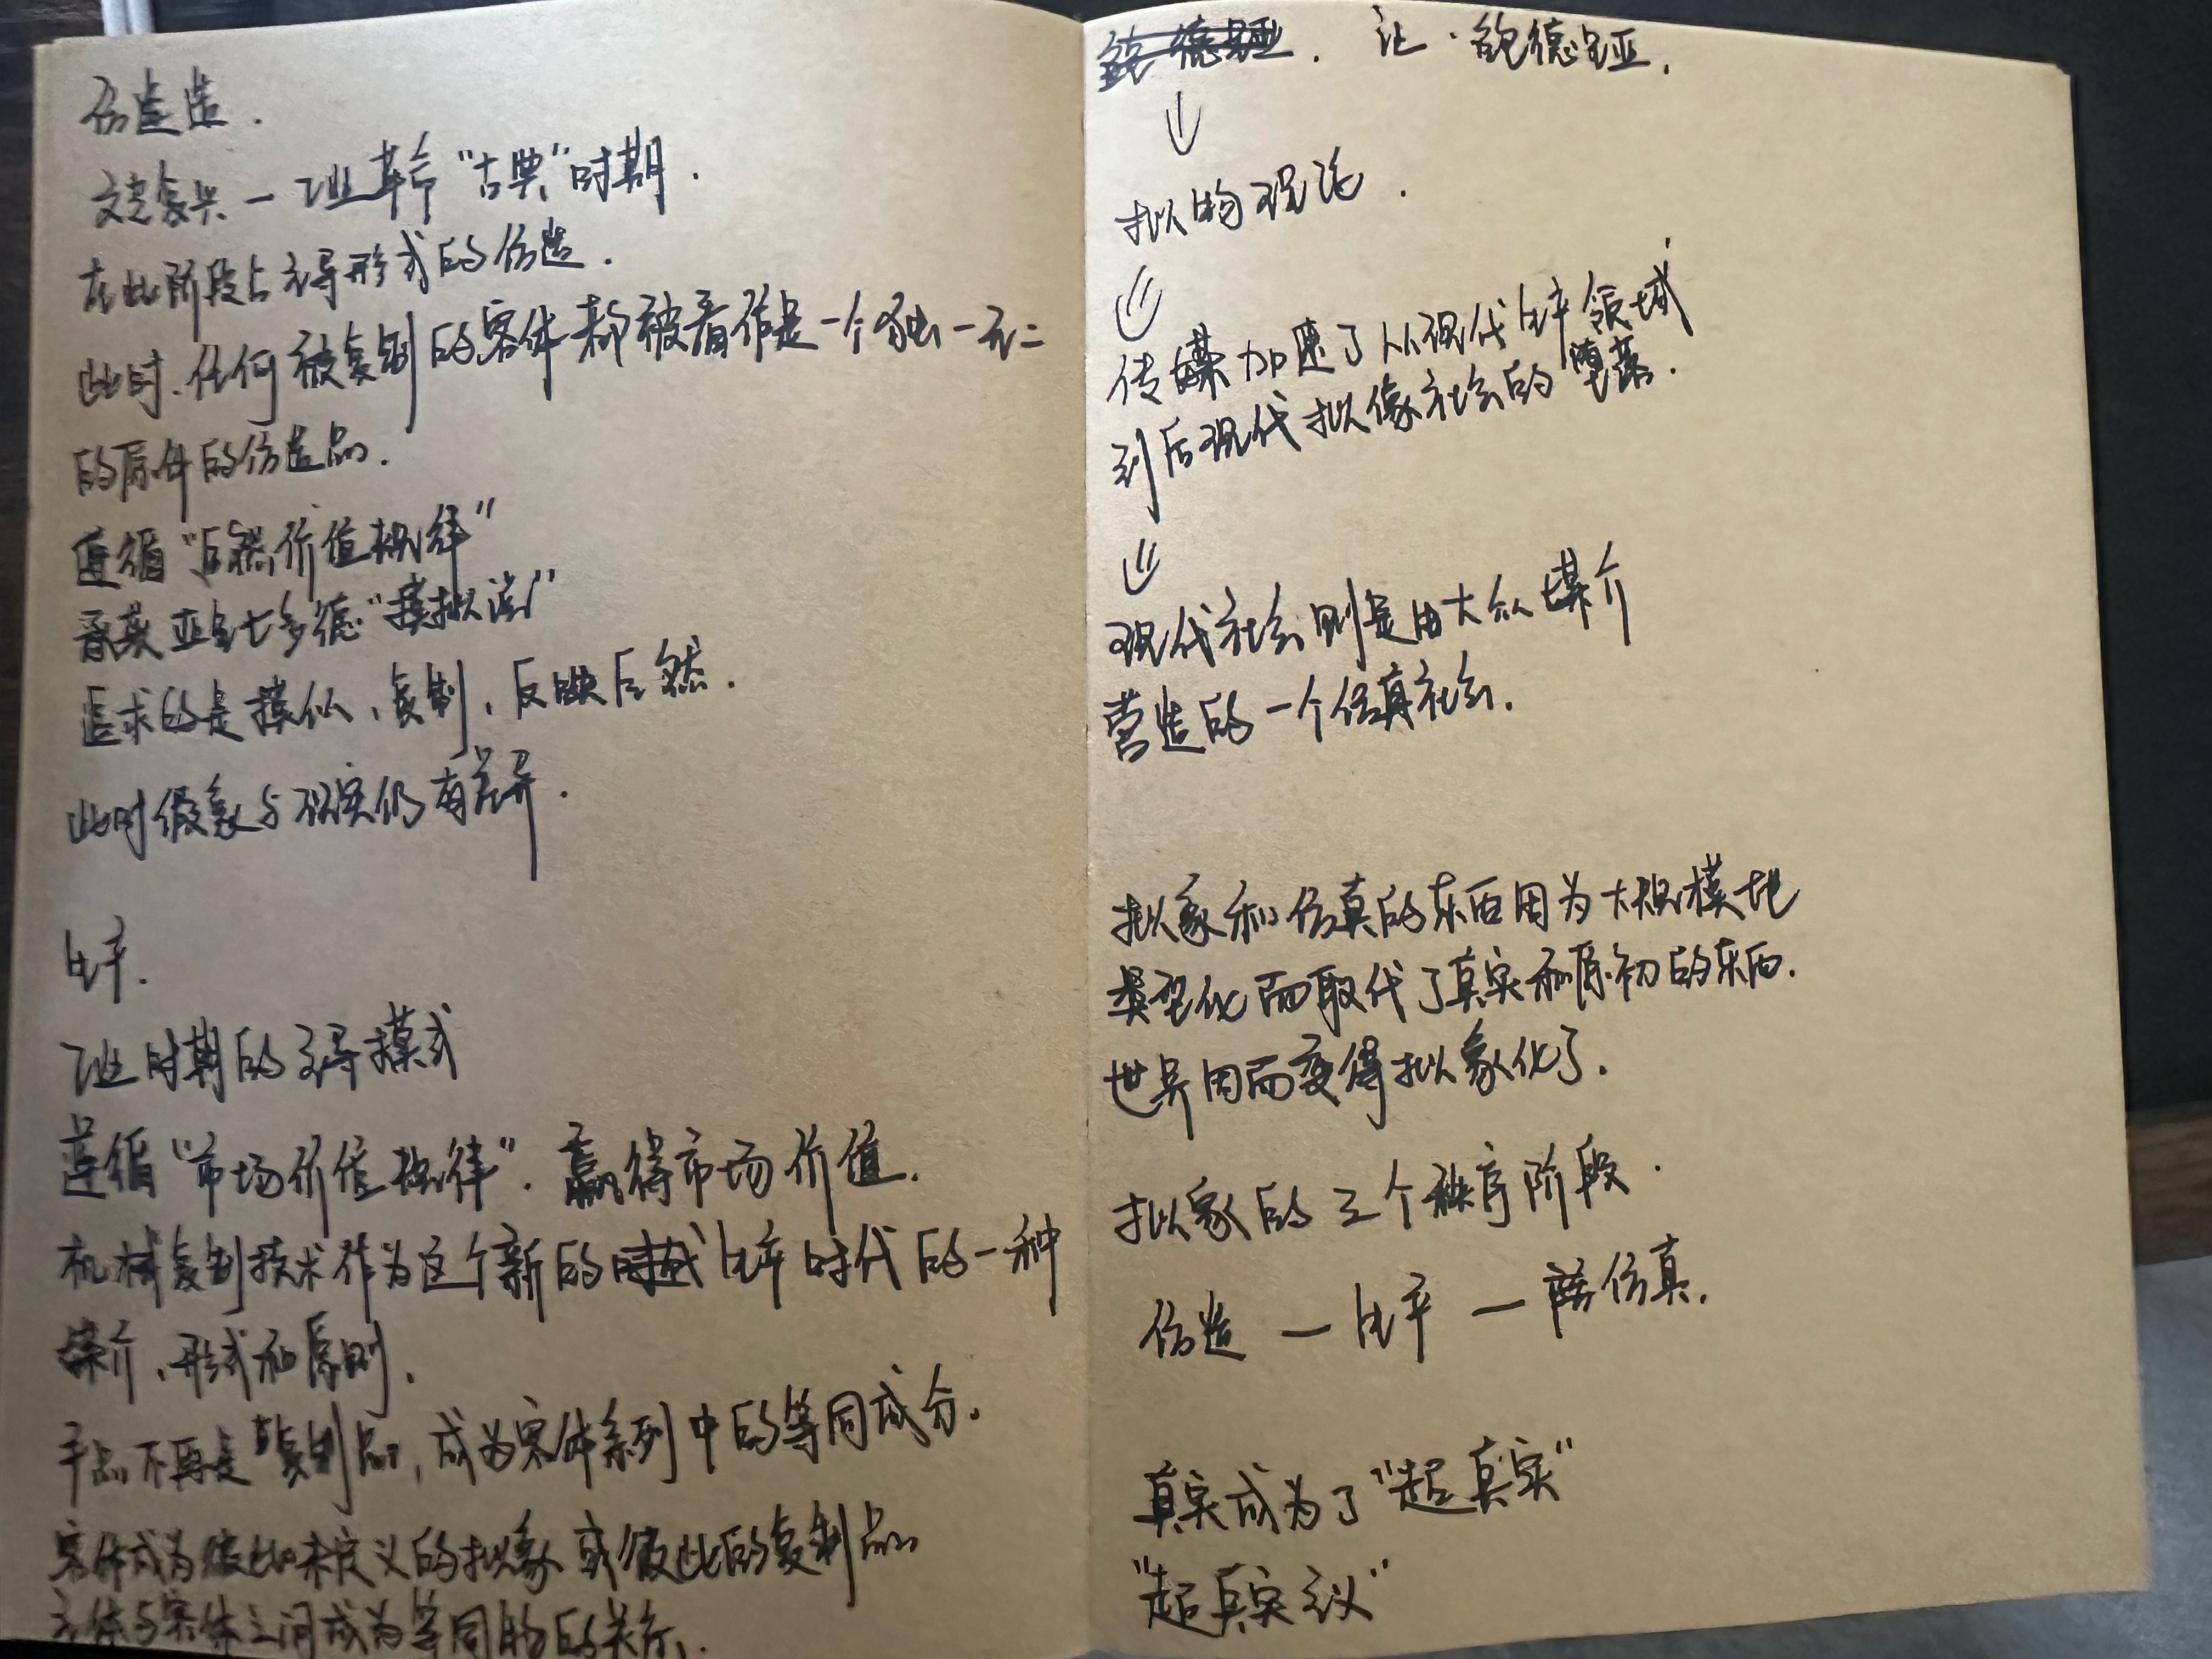 仿造.
文艺复兴—工业革命"古典"时期.
在此阶段占主导形式的仿造.
此时.任何被复制的客体都被看作是一个独一无二
的原件的仿造品.
遵循"自然价值规律"
亚里士多德"模拟说"
追求的是模仿、复制、反映自然.
此时假象与现实仍有差异.
生产.
工业时期的主导模式
遵循"市场价值规律".赢得市场价值.
机械复制技术作为这个新的生产时代的一种
媒介、形式和原则.
产品不再是复制品,成为客体系列中的等同成分.
客体成为彼此未定义的拟象或彼此的复制品
主体与客体之间成为等同的关系.
让·鲍德里亚.
⇓
拟物理论.
⇓
传媒加速了从现代生产领域
到后现代拟像社会的堕落.
⇓
现代社会则是由大众媒介
营造的一个仿真社会.
拟象和仿真的东西因为大规模地
类型化而取代了真实和原初的东西.
世界因而变得拟象化了.
拟象的三个秩序阶段.
仿造 — 生产 — 仿真.
真实成为了"超真实"
"超真实主义"